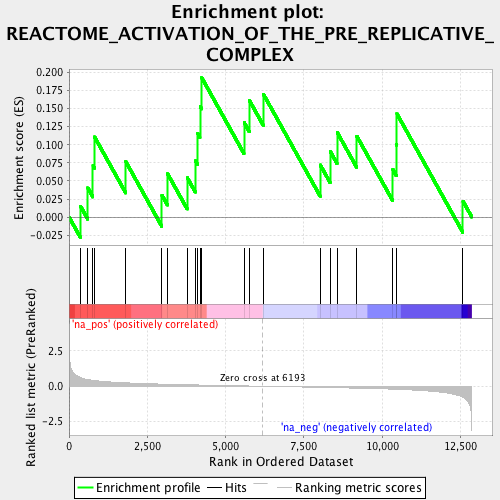 Enrichment plot:
REACTOME_ACTIVATION_OF_THE_PRE_REPLICATIVE_
COMPLEX
Enrichment score (ES)
0.200
0.175
0.150
0.125
0.100
0.075
0.050
0.025
0.000
-0.025
'na_pos' (positively correlated)
Ranked list metric (PreRanked)
2.5
0.0
-2.5
Zero cross at 6193
'na_neg' (negatively correlated)
0 2,500 5,000 7,500 10,000 12,500
Rank in Ordered Dataset
Enrichment profile Hits Ranking metric scores